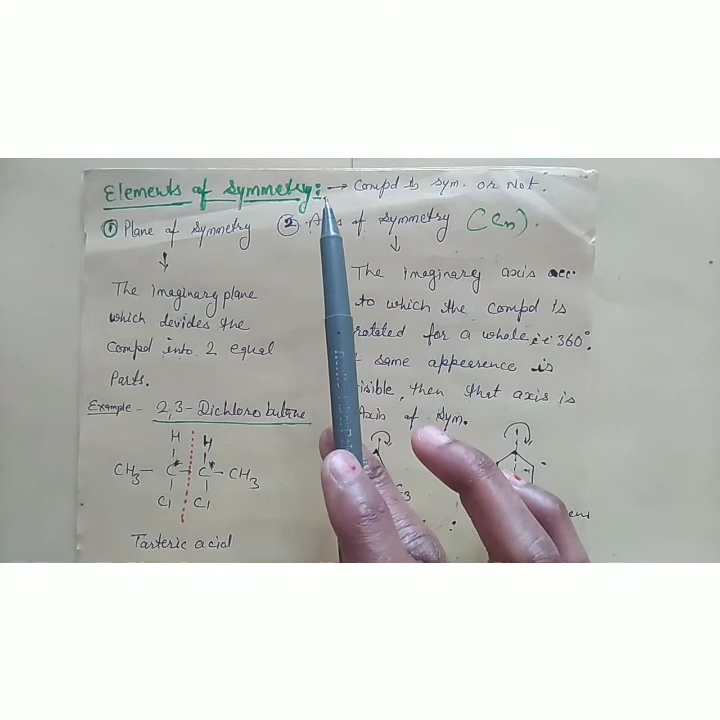 Elements of Symmetry: → Compd is sym. or Not.
① Plane of symmetry
↓
The imaginary plane
which devides the
Compd into 2 equal
Parts.
Example - 2,3-Dichloro butane
H H
CH3- C* - C* - CH3
Cl Cl
Tarteric acid
② Axis of symmetry (Cn).
↓
The imaginary axis acc.
to which the compd is
rotated for a whole i.e 360°.
same appearence is
visible, then that axis is
Axis of Sym.